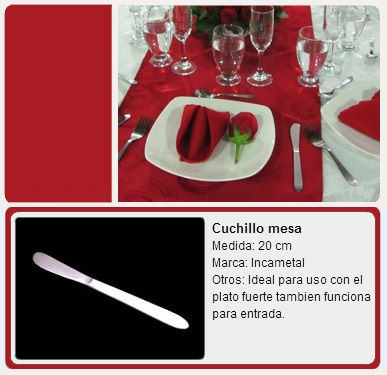 Cuchillo mesa
Medida: 20 cm
Marca: Incametal
Otros: Ideal para uso con el
plato fuerte tambien funciona
para entrada.